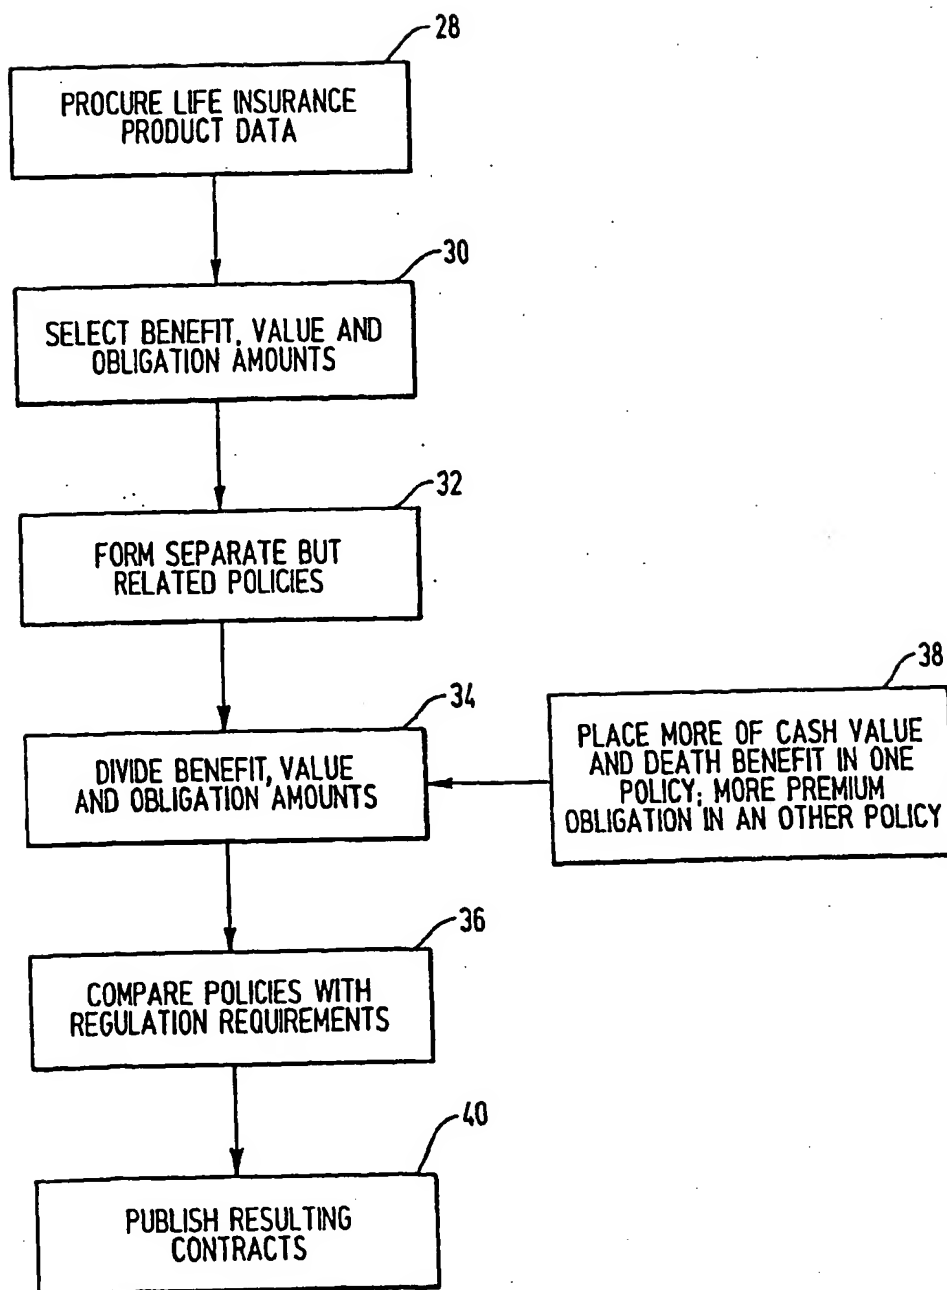 28
PROCURE LIFE INSURANCE
PRODUCT DATA
30
SELECT BENEFIT, VALUE AND
OBLIGATION AMOUNTS
32
FORM SEPARATE BUT
RELATED POLICIES
34
DIVIDE BENEFIT, VALUE
AND OBLIGATION AMOUNTS
38
PLACE MORE OF CASH VALUE
AND DEATH BENEFIT IN ONE
POLICY; MORE PREMIUM
OBLIGATION IN AN OTHER POLICY
36
COMPARE POLICIES WITH
REGULATION REQUIREMENTS
40
PUBLISH RESULTING
CONTRACTS